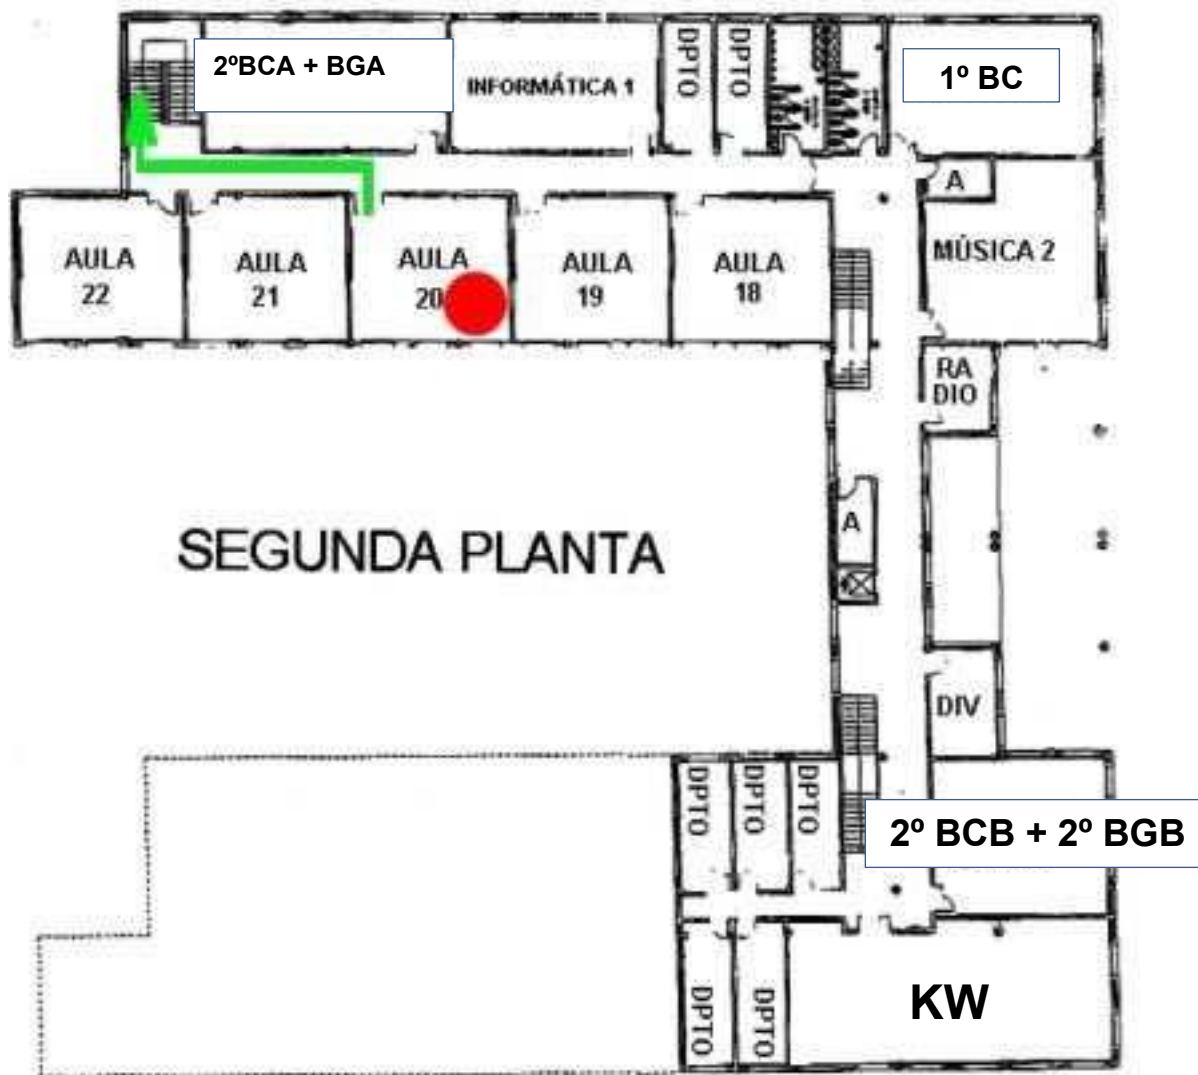 2ºBCA + BGA
INFORMÁTICA 1
DPTO
DPTO
1º BC
A
MÚSICA 2
AULA
22
AULA
21
AULA
20
AULA
19
AULA
18
RA
DIO
A
SEGUNDA PLANTA
DIV
DPTO
DPTO
DPTO
2º BCB + 2º BGB
DPTO
DPTO
KW